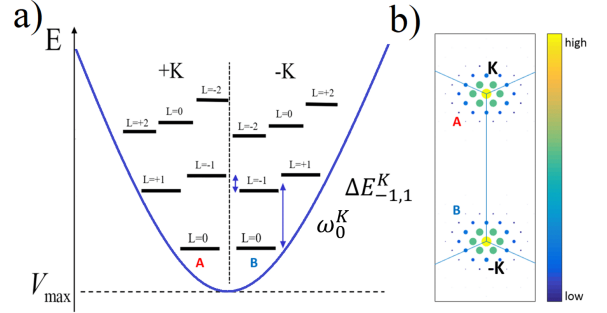 a)
E
+K
-K
L=-2
L=+2
L=0
L=+2
L=0
L=-2
L=+1
L=-1
L=-1
L=+1
ΔE^K_{-1,1}
ω^K_0
L=0
L=0
A
B
V_max
b)
K
A
B
-K
high
low